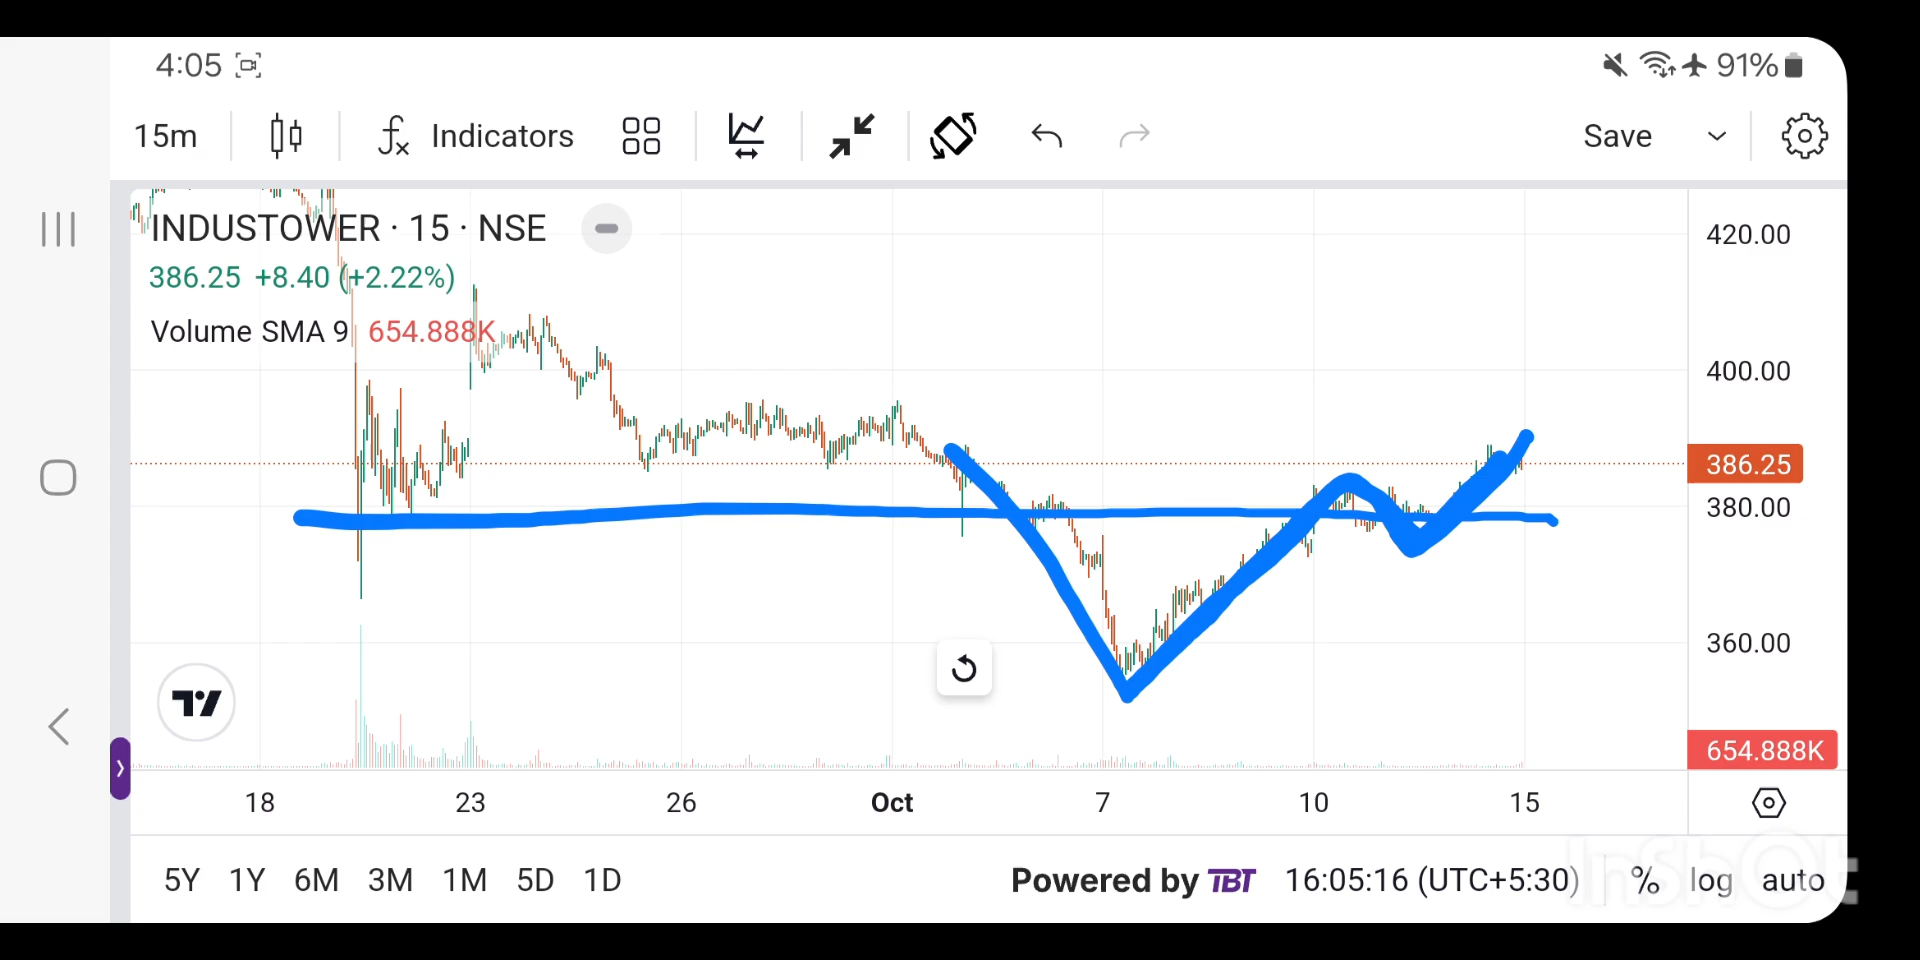 4:05 91%
15m fx Indicators Save
INDUSTOWER · 15 · NSE
386.25 +8.40 (+2.22%)
Volume SMA 9 654.888K
420.00
400.00
386.25
380.00
360.00
654.888K
18 23 26 Oct 7 10 15
5Y 1Y 6M 3M 1M 5D 1D Powered by TBT 16:05:16 (UTC+5:30) % log auto
InShOt